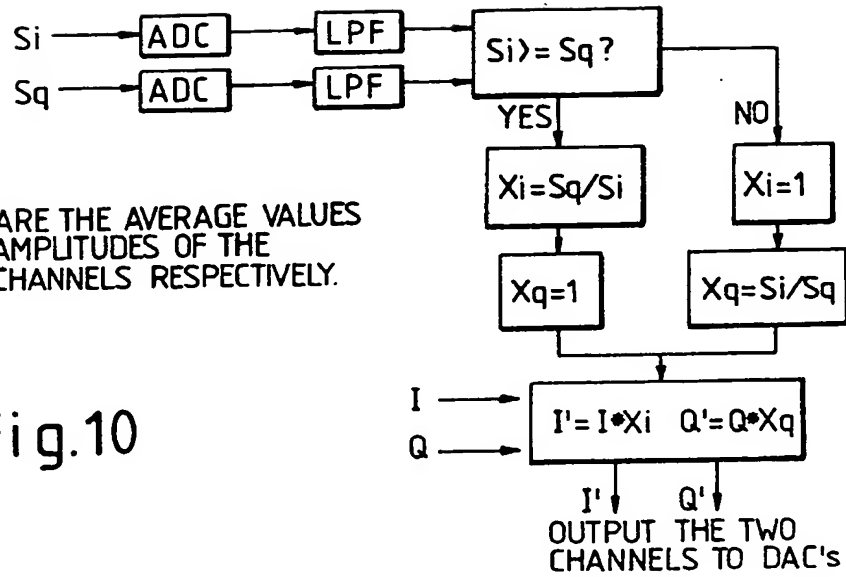 Si ADC LPF
Sq ADC LPF
Si>= Sq?
YES
NO
Xi=Sq/Si
Xi=1
ARE THE AVERAGE VALUES
AMPLITUDES OF THE
CHANNELS RESPECTIVELY.
Xq=1
Xq=Si/Sq
I
Q
I'=I*Xi Q'=Q*Xq
ig.10
I' Q'
OUTPUT THE TWO
CHANNELS TO DAC's